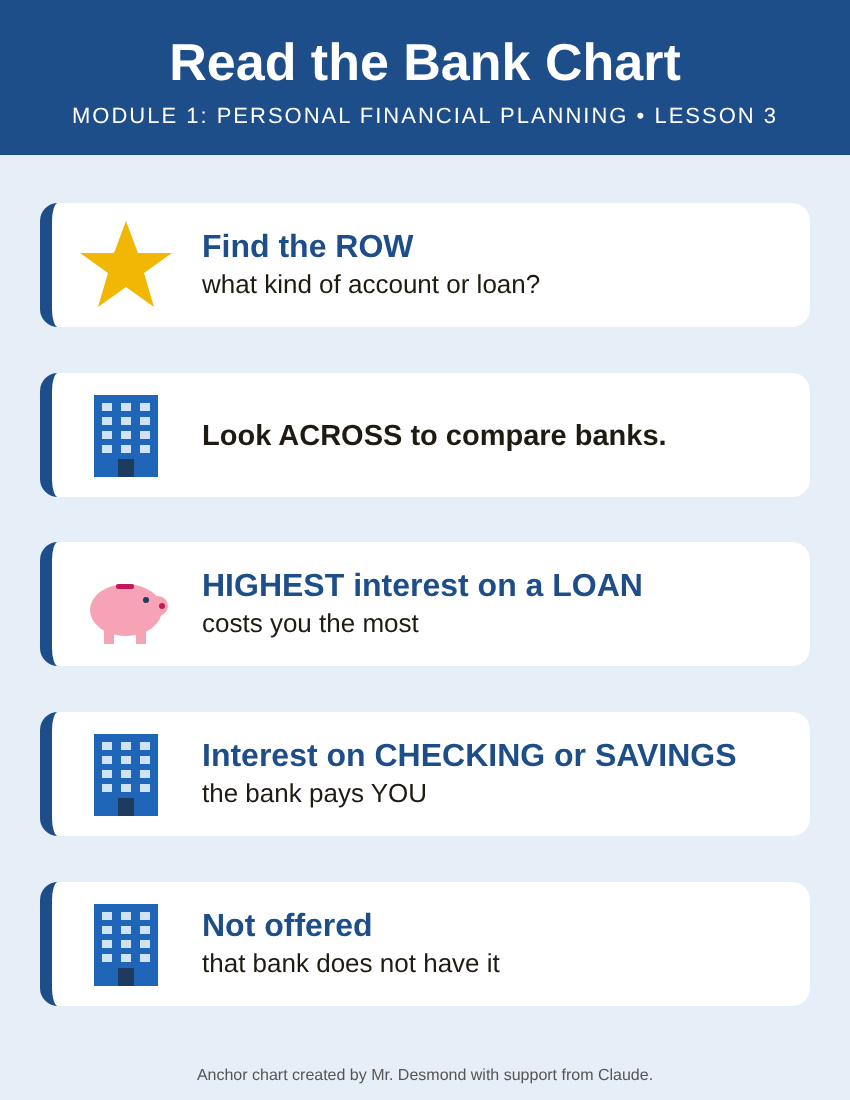 Read the Bank Chart
MODULE 1: PERSONAL FINANCIAL PLANNING • LESSON 3
Find the ROW
what kind of account or loan?
Look ACROSS to compare banks.
HIGHEST interest on a LOAN
costs you the most
Interest on CHECKING or SAVINGS
the bank pays YOU
Not offered
that bank does not have it
Anchor chart created by Mr. Desmond with support from Claude.